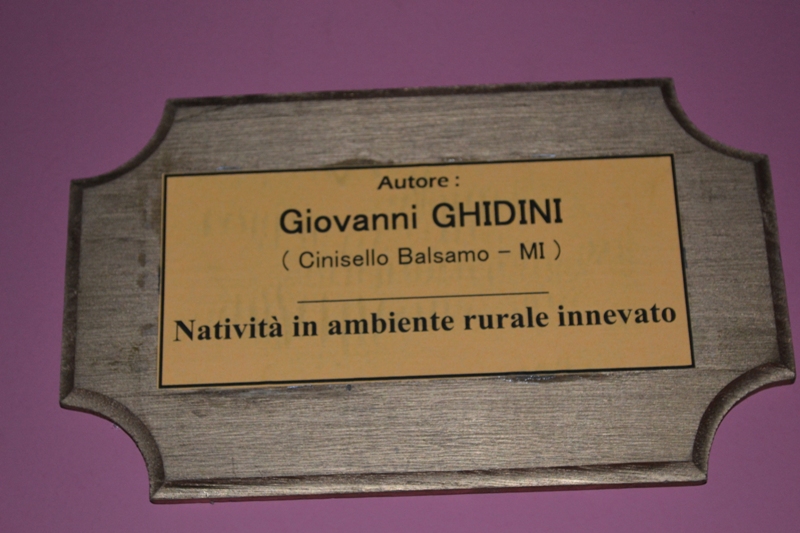 Autore :
Giovanni GHIDINI
( Cinisello Balsamo - MI )
Natività in ambiente rurale innevato